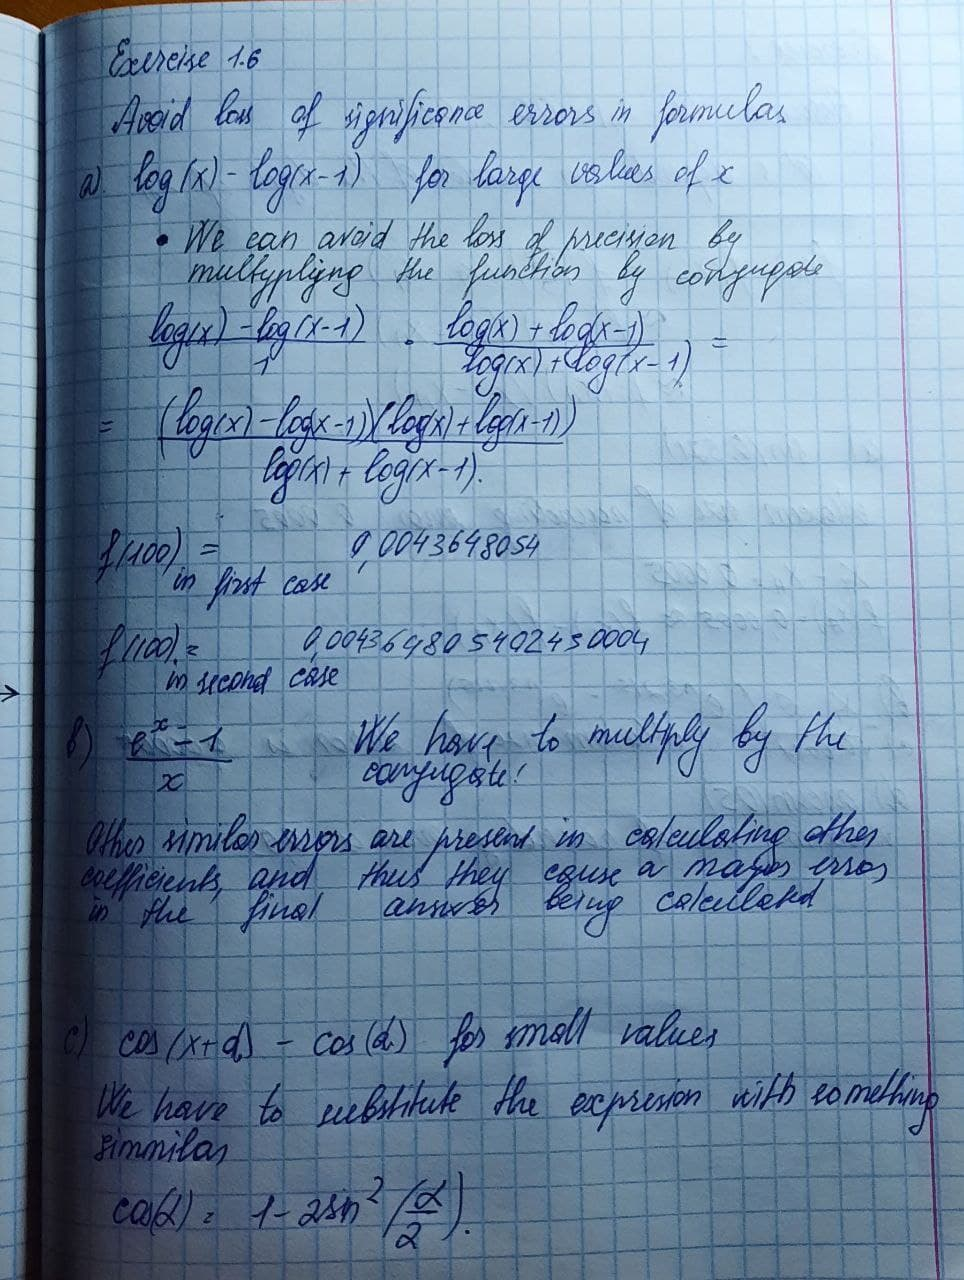 Exercise 1.6
Avoid loss of significance errors in formulas
a) log(x) - log(x-1) for large values of x
• We can avoid the loss of precision by
multyplying the function by conyugate
(log(x) - log(x-1))/1 · (log(x) + log(x-1))/(log(x) + log(x-1)) =
= ((log(x) - log(x-1))(log(x) + log(x-1)))/(log(x) + log(x-1)).
f(100) = 0,0043648054
in first case
f(100) = 0,004364805402450004
in second case
b) (e^x - 1)/x We have to multiply by the
conyugate!
Other similar errors are present in calculating other
coefficients, and thus they cause a mayor error
in the final answer being calculated
c) cos(x+α) - cos(α) for small values
We have to substitute the expresion with something
simmilar
cos(α) = 1 - 2sin²(α/2).